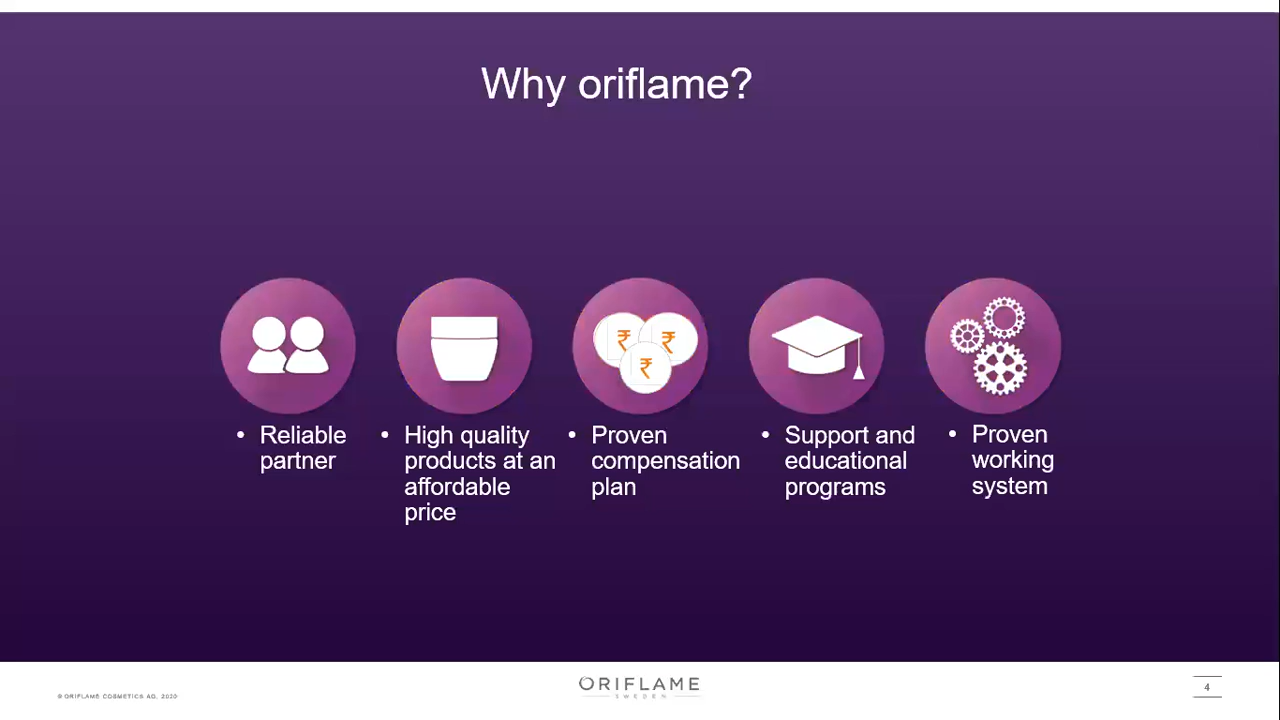 Why oriflame?
₹ ₹
₹
• Reliable
partner
• High quality
products at an
affordable
price
• Proven
compensation
plan
• Support and
educational
programs
• Proven
working
system
© ORIFLAME COSMETICS AG, 2020
ORIFLAME
SWEDEN
4